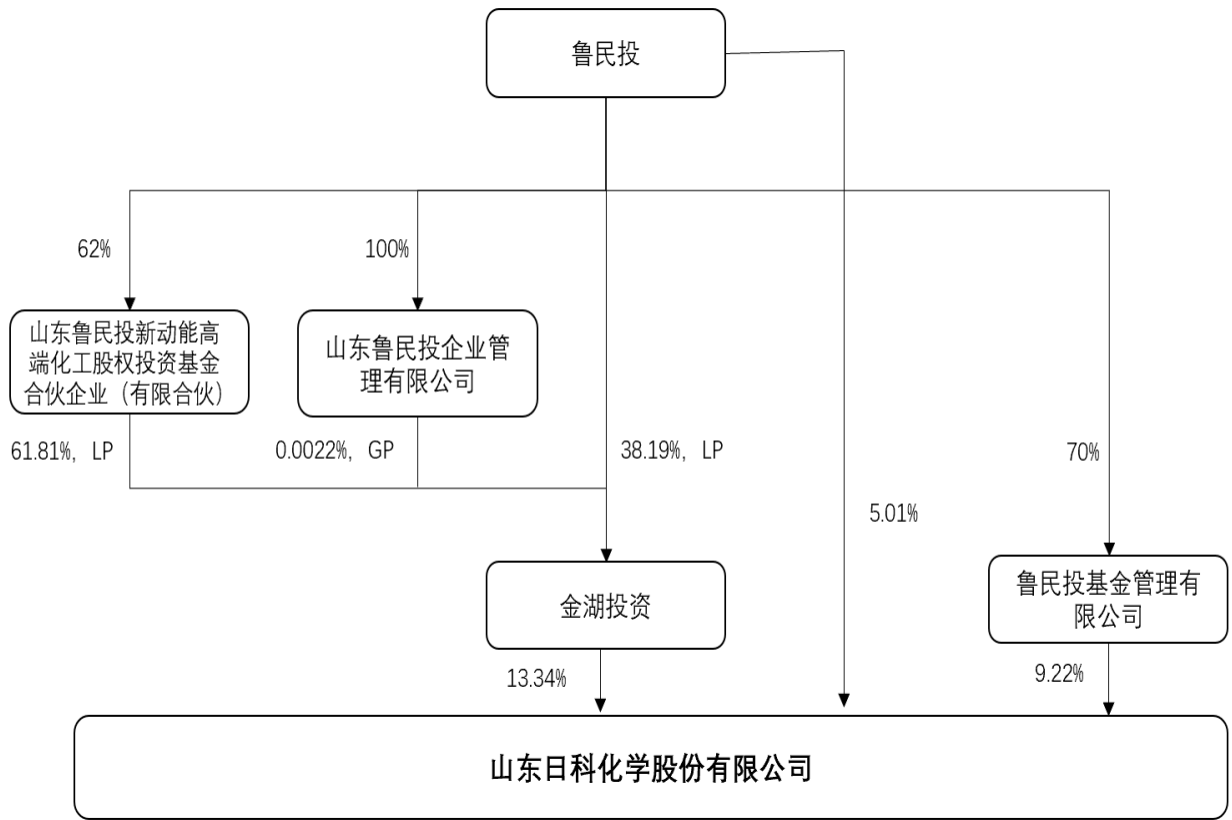 鲁民投
62%
100%
山东鲁民投新动能高
端化工股权投资基金
合伙企业（有限合伙）
山东鲁民投企业管
理有限公司
61.81%, LP
0.0022%, GP
38.19%, LP
70%
5.01%
金湖投资
鲁民投基金管理有
限公司
13.34%
9.22%
山东日科化学股份有限公司